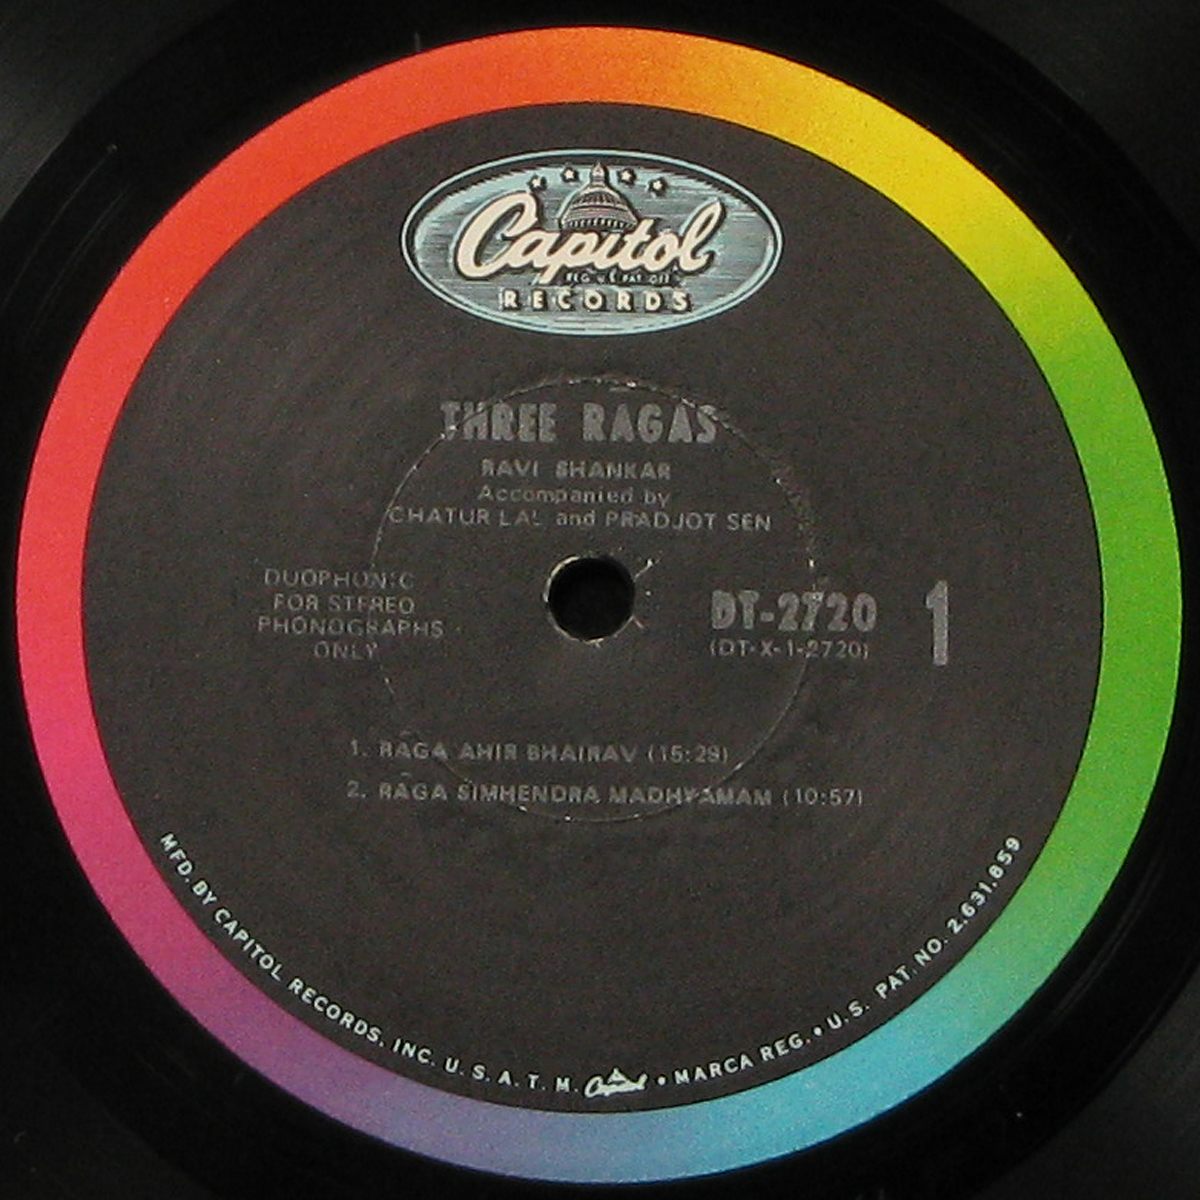 Capitol
REG. U.S. PAT. OFF.
RECORDS
THREE RAGAS
RAVI SHANKAR
Accompanied by
CHATUR LAL and PRADJOT SEN
DUOPHONIC
FOR STEREO
PHONOGRAPHS
ONLY
DT-2720
(DT-X-1-2720)
1
1. RAGA AHIR BHAIRAV (15:29)
2. RAGA SIMHENDRA MADHYAMAM (10:57)
MFD. BY CAPITOL RECORDS, INC. U.S.A. T.M. Capitol • MARCA REG. • U.S. PAT. NO. 2,631,859